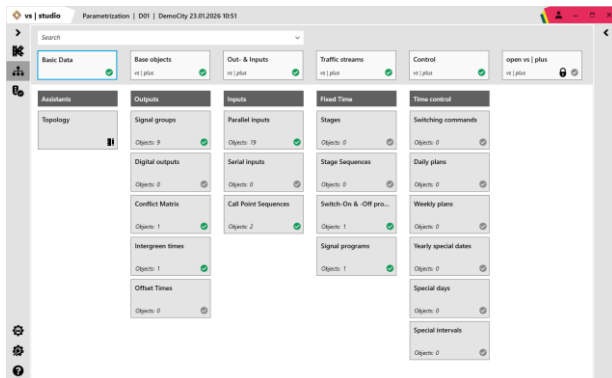 vs | studio
Parametrization | D01 | DemoCity 23.01.2026 10:51
Search
Basic Data
Base objects
vs | plus
Out- & Inputs
vs | plus
Traffic streams
vs | plus
Control
vs | plus
open vs | plus
vs | plus
Assistants
Outputs
Inputs
Fixed Time
Time control
Topology
Signal groups
Objects: 9
Parallel inputs
Objects: 19
Stages
Objects: 0
Switching commands
Objects: 0
Digital outputs
Objects: 0
Serial inputs
Objects: 0
Stage Sequences
Objects: 0
Daily plans
Objects: 0
Conflict Matrix
Objects: 1
Call Point Sequences
Objects: 2
Switch-On & -Off pro...
Objects: 1
Weekly plans
Objects: 0
Intergreen times
Objects: 1
Signal programs
Objects: 1
Yearly special dates
Objects: 0
Offset Times
Objects: 0
Special days
Objects: 0
Special intervals
Objects: 0